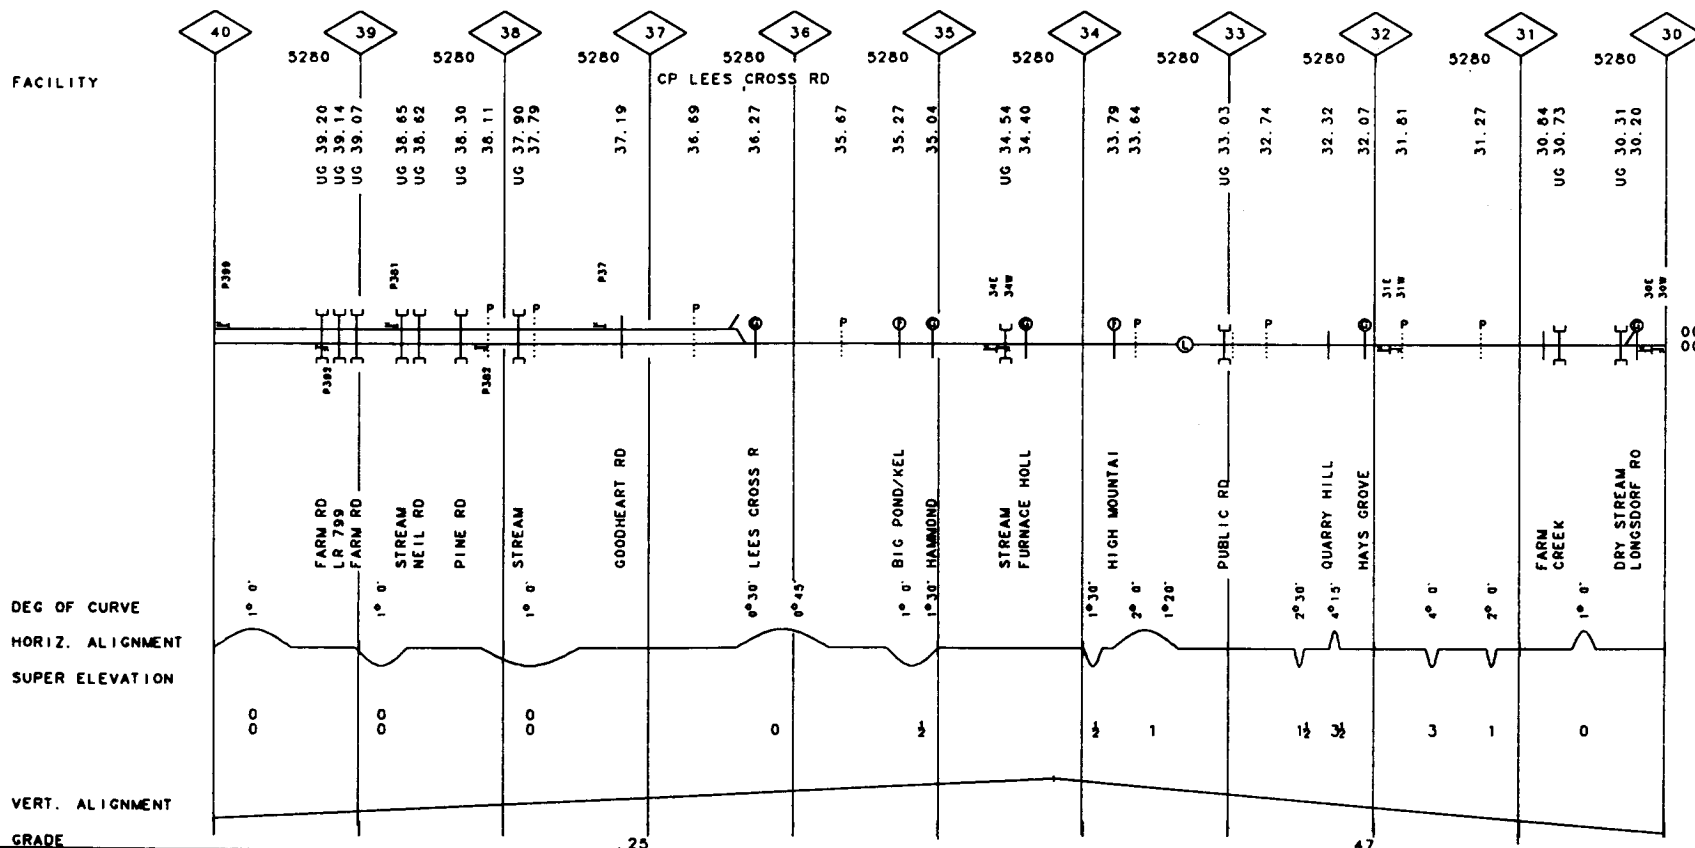 40 39 38 37 36 35 34 33 32 31 30
5280 5280 5280 5280 5280 5280 5280 5280 5280 5280
FACILITY
CP LEES CROSS RD
UG 39.20
UG 39.14
UG 39.07
UG 38.65
UG 38.62
UG 38.30
38.11
UG 37.90
37.79
37.19
36.69
36.27
35.67
35.27
35.04
UG 34.54
34.40
33.79
33.64
UG 33.03
32.74
32.32
32.07
31.81
31.27
30.84
UG 30.73
UG 30.31
30.20
P399
P381
P37
34E
34W
31E
31W
30E
30W
P P P P P P P
L
P382
P382
FARM RD
LR 799
FARM RD
STREAM
NEIL RD
PINE RD
STREAM
GOODHEART RD
LEES CROSS R
BIG POND/KEL
HAMMOND
STREAM
FURNACE HOLL
HIGH MOUNTAI
PUBLIC RD
QUARRY HILL
HAYS GROVE
FARM
CREEK
DRY STREAM
LONGSDORF RO
DEG OF CURVE
1° 0' 1° 0' 1° 0' 0°30' 0°45' 1° 0' 1°30' 1°30' 2° 0' 1°20' 2°30' 4°15' 4° 0' 2° 0' 1° 0'
HORIZ. ALIGNMENT
SUPER ELEVATION
0 0 0
0 0 0 0 ½ ½ 1 1½ 3½ 3 1 0
VERT. ALIGNMENT
GRADE
.25 .47